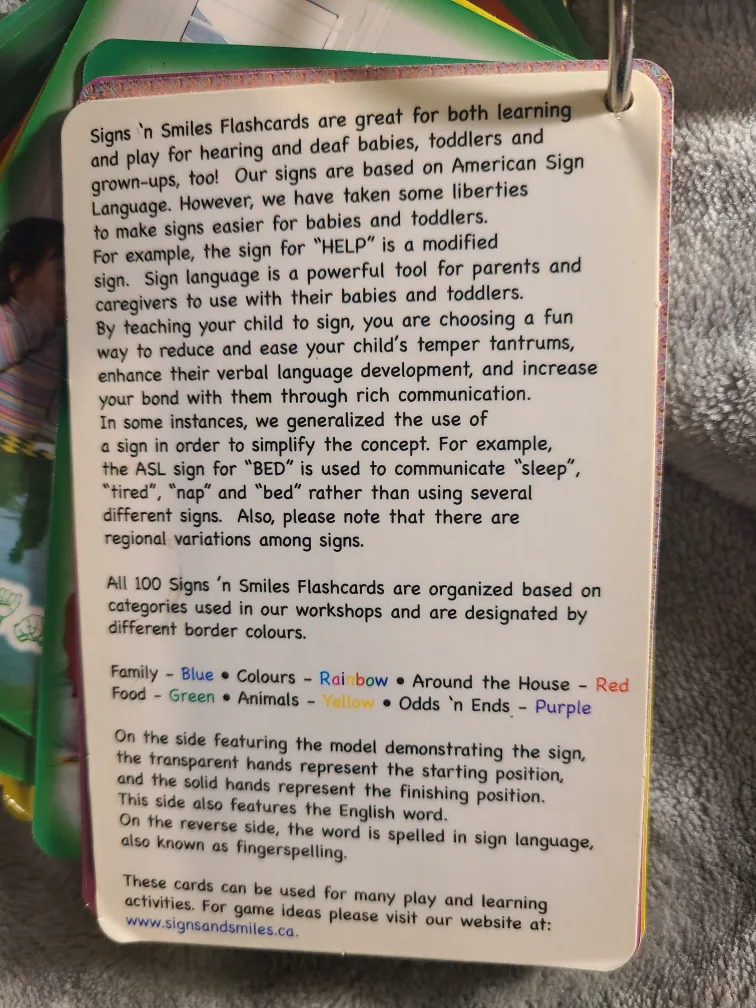 Signs 'n Smiles Flashcards are great for both learning
and play for hearing and deaf babies, toddlers and
grown-ups, too! Our signs are based on American Sign
Language. However, we have taken some liberties
to make signs easier for babies and toddlers.
For example, the sign for "HELP" is a modified
sign. Sign language is a powerful tool for parents and
caregivers to use with their babies and toddlers.
By teaching your child to sign, you are choosing a fun
way to reduce and ease your child's temper tantrums,
enhance their verbal language development, and increase
your bond with them through rich communication.
In some instances, we generalized the use of
a sign in order to simplify the concept. For example,
the ASL sign for "BED" is used to communicate "sleep",
"tired", "nap" and "bed" rather than using several
different signs. Also, please note that there are
regional variations among signs.
All 100 Signs 'n Smiles Flashcards are organized based on
categories used in our workshops and are designated by
different border colours.
Family - Blue • Colours - Rainbow • Around the House - Red
Food - Green • Animals - Yellow • Odds 'n Ends - Purple
On the side featuring the model demonstrating the sign,
the transparent hands represent the starting position,
and the solid hands represent the finishing position.
This side also features the English word.
On the reverse side, the word is spelled in sign language,
also known as fingerspelling.
These cards can be used for many play and learning
activities. For game ideas please visit our website at:
www.signsandsmiles.ca.